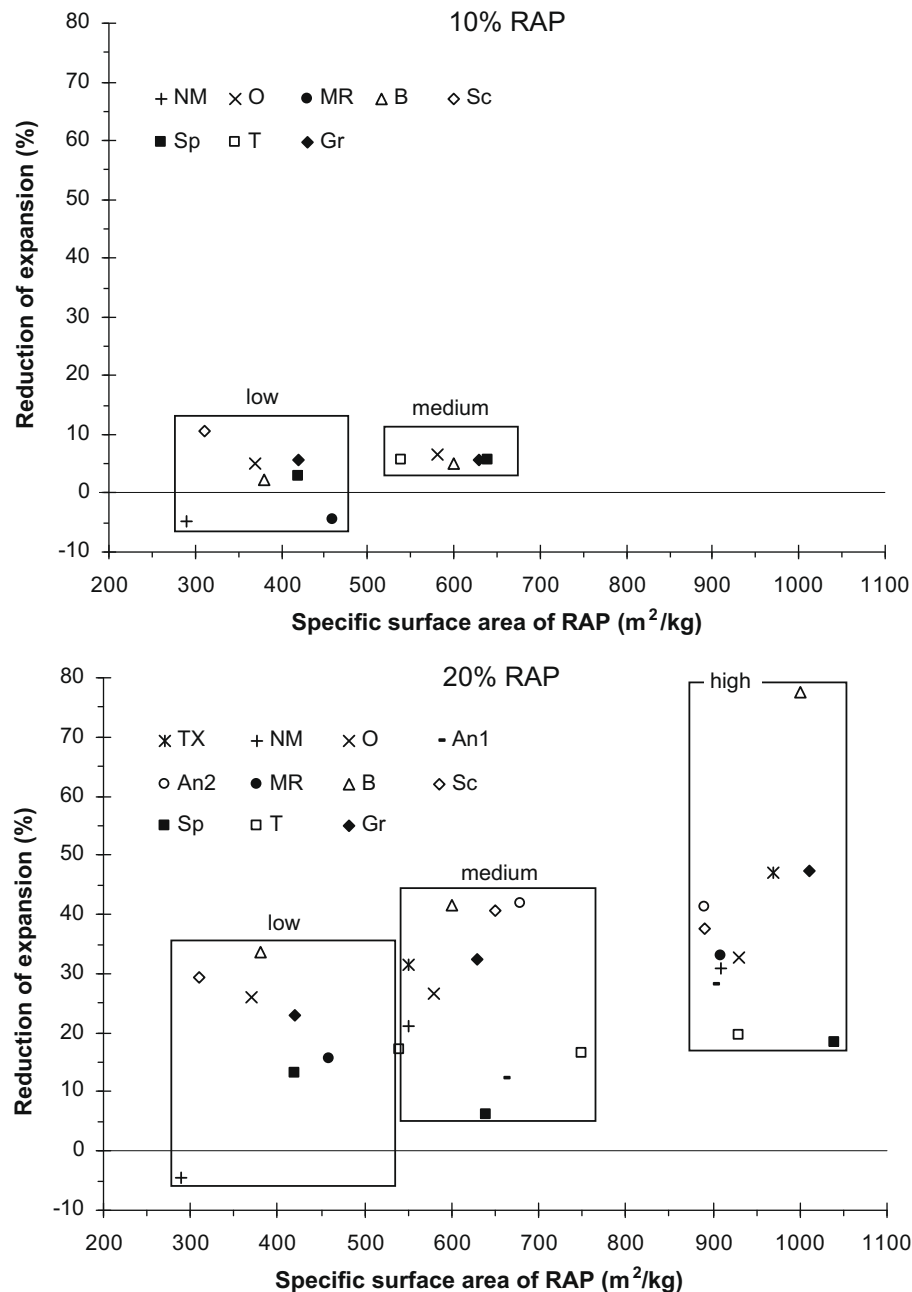 10% RAP
80
70
60
50
40
30
20
10
0
-10
Reduction of expansion (%)
NM O MR B Sc
Sp T Gr
low
medium
200 300 400 500 600 700 800 900 1000 1100
Specific surface area of RAP (m²/kg)
20% RAP
80
70
60
50
40
30
20
10
0
-10
Reduction of expansion (%)
TX NM O An1
An2 MR B Sc
Sp T Gr
low
medium
high
200 300 400 500 600 700 800 900 1000 1100
Specific surface area of RAP (m²/kg)